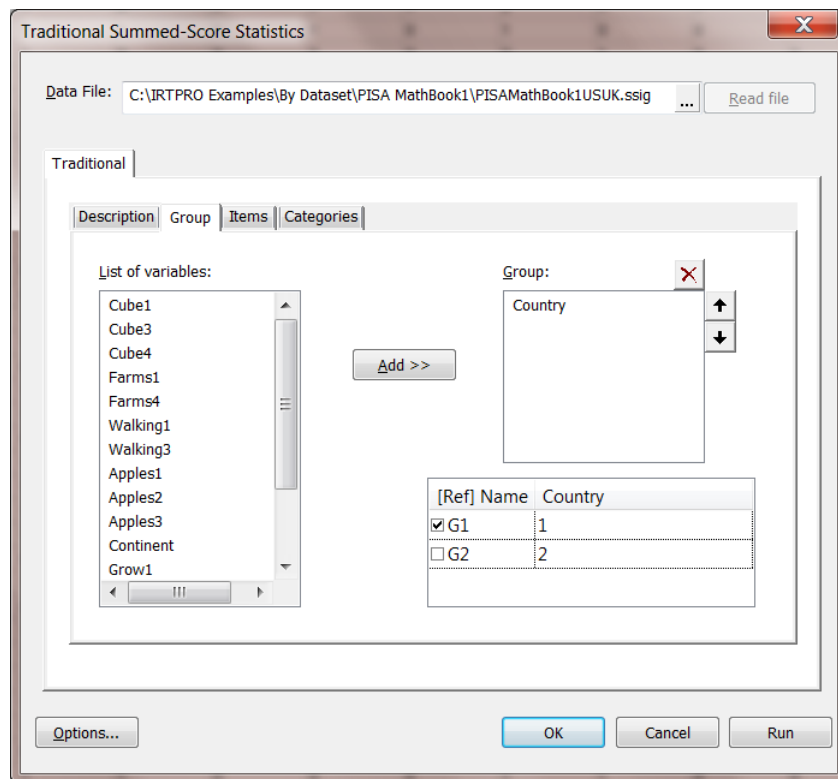 Traditional Summed-Score Statistics
Data File: C:\IRTPRO Examples\By Dataset\PISA MathBook1\PISAMathBook1USUK.ssig ... Read file
Traditional
Description Group Items Categories
List of variables:
Cube1
Cube3
Cube4
Farms1
Farms4
Walking1
Walking3
Apples1
Apples2
Apples3
Continent
Grow1
Add >>
Group:
Country
[Ref] Name Country
G1 1
G2 2
Options... OK Cancel Run